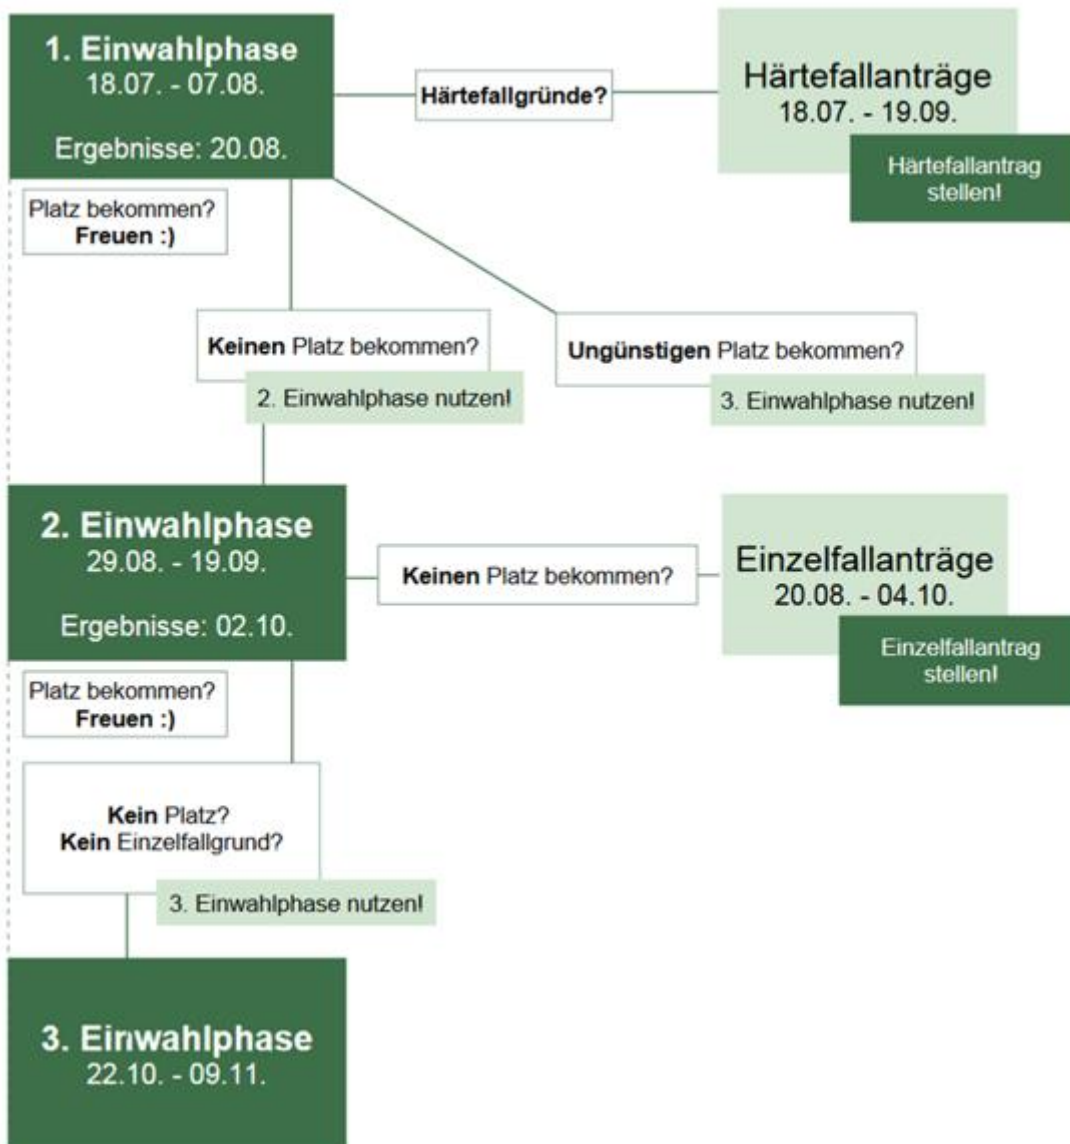 1. Einwahlphase
18.07. - 07.08.
Ergebnisse: 20.08.
Härtefallgründe?
Härtefallanträge
18.07. - 19.09.
Härtefallantrag
stellen!
Platz bekommen?
Freuen :)
Keinen Platz bekommen?
2. Einwahlphase nutzen!
Ungünstigen Platz bekommen?
3. Einwahlphase nutzen!
2. Einwahlphase
29.08. - 19.09.
Ergebnisse: 02.10.
Keinen Platz bekommen?
Einzelfallanträge
20.08. - 04.10.
Einzelfallantrag
stellen!
Platz bekommen?
Freuen :)
Kein Platz?
Kein Einzelfallgrund?
3. Einwahlphase nutzen!
3. Einwahlphase
22.10. - 09.11.